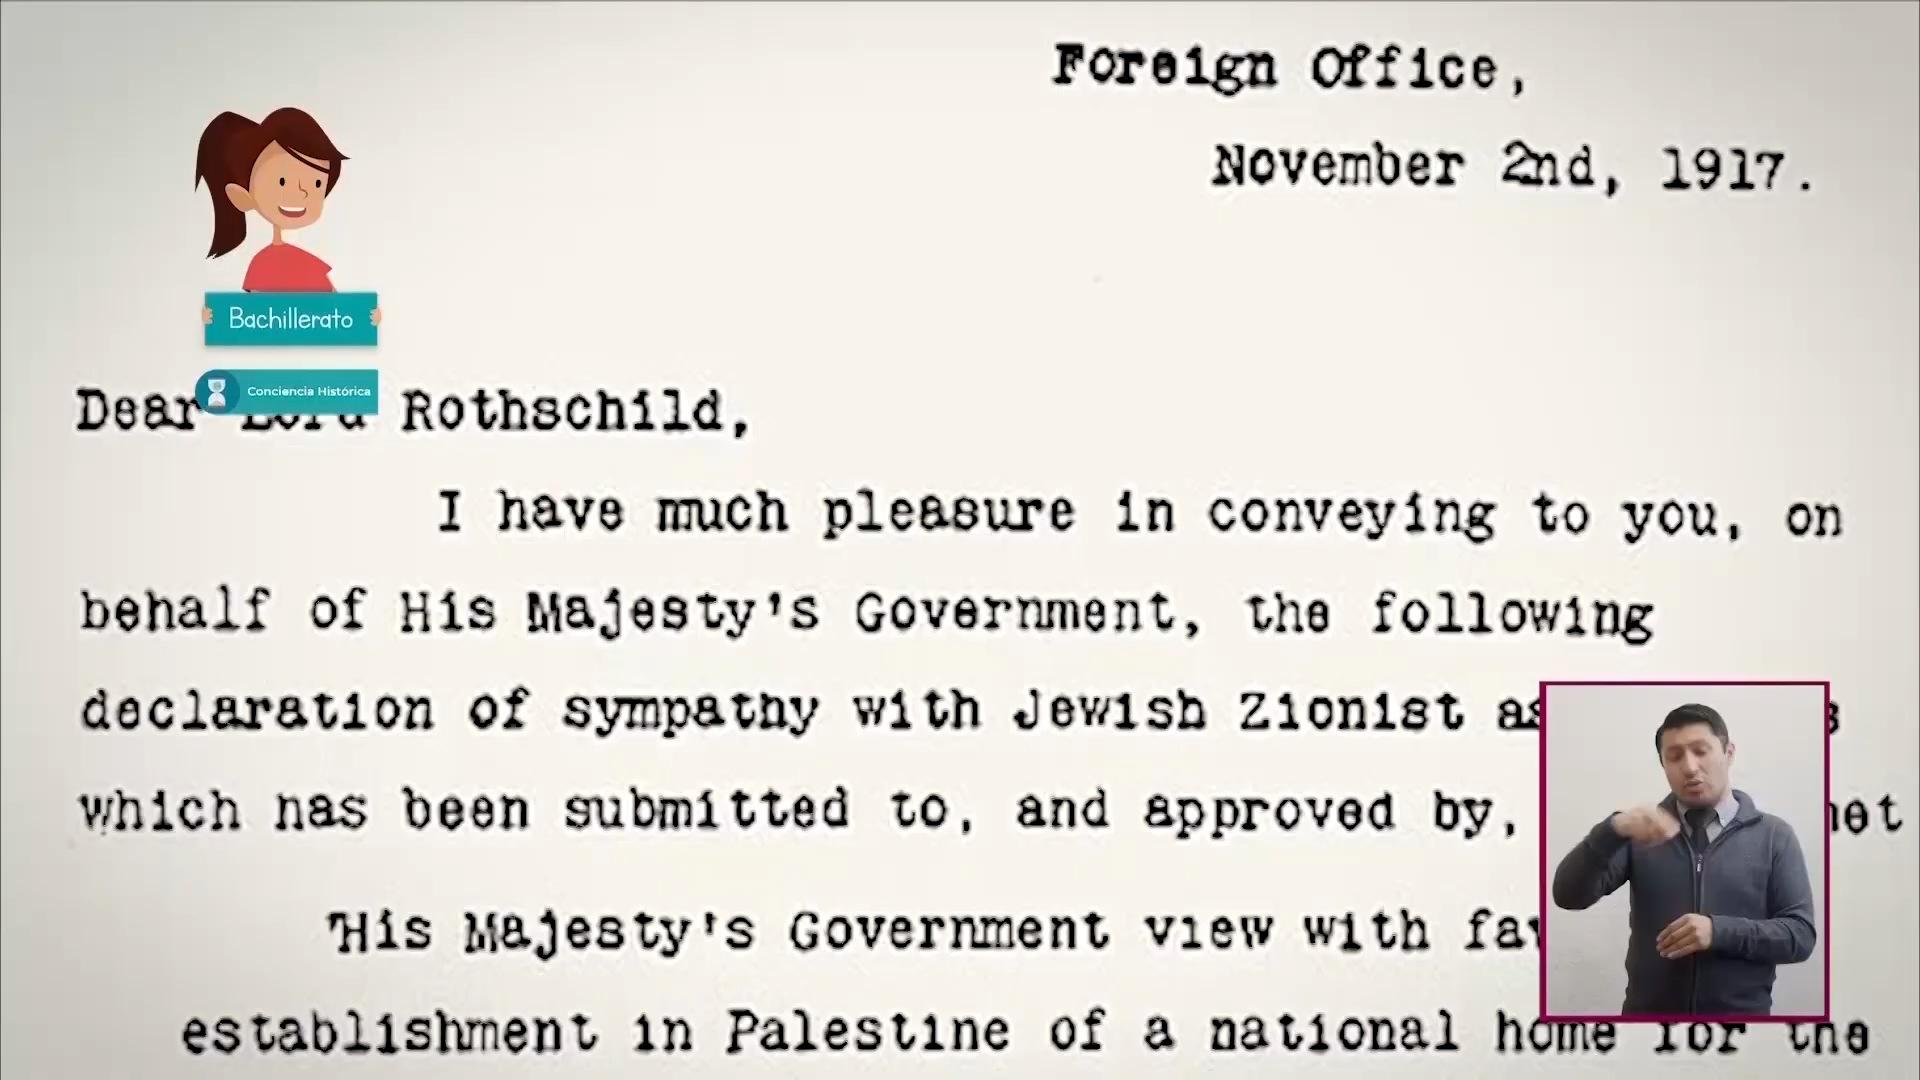 Foreign Office,
November 2nd, 1917.
Bachillerato
Conciencia Histórica
Dear Lord Rothschild,
I have much pleasure in conveying to you, on
behalf of His Majesty's Government, the following
declaration of sympathy with Jewish Zionist
which has been submitted to, and approved by,
His Majesty's Government view with
establishment in Palestine of a national home for the